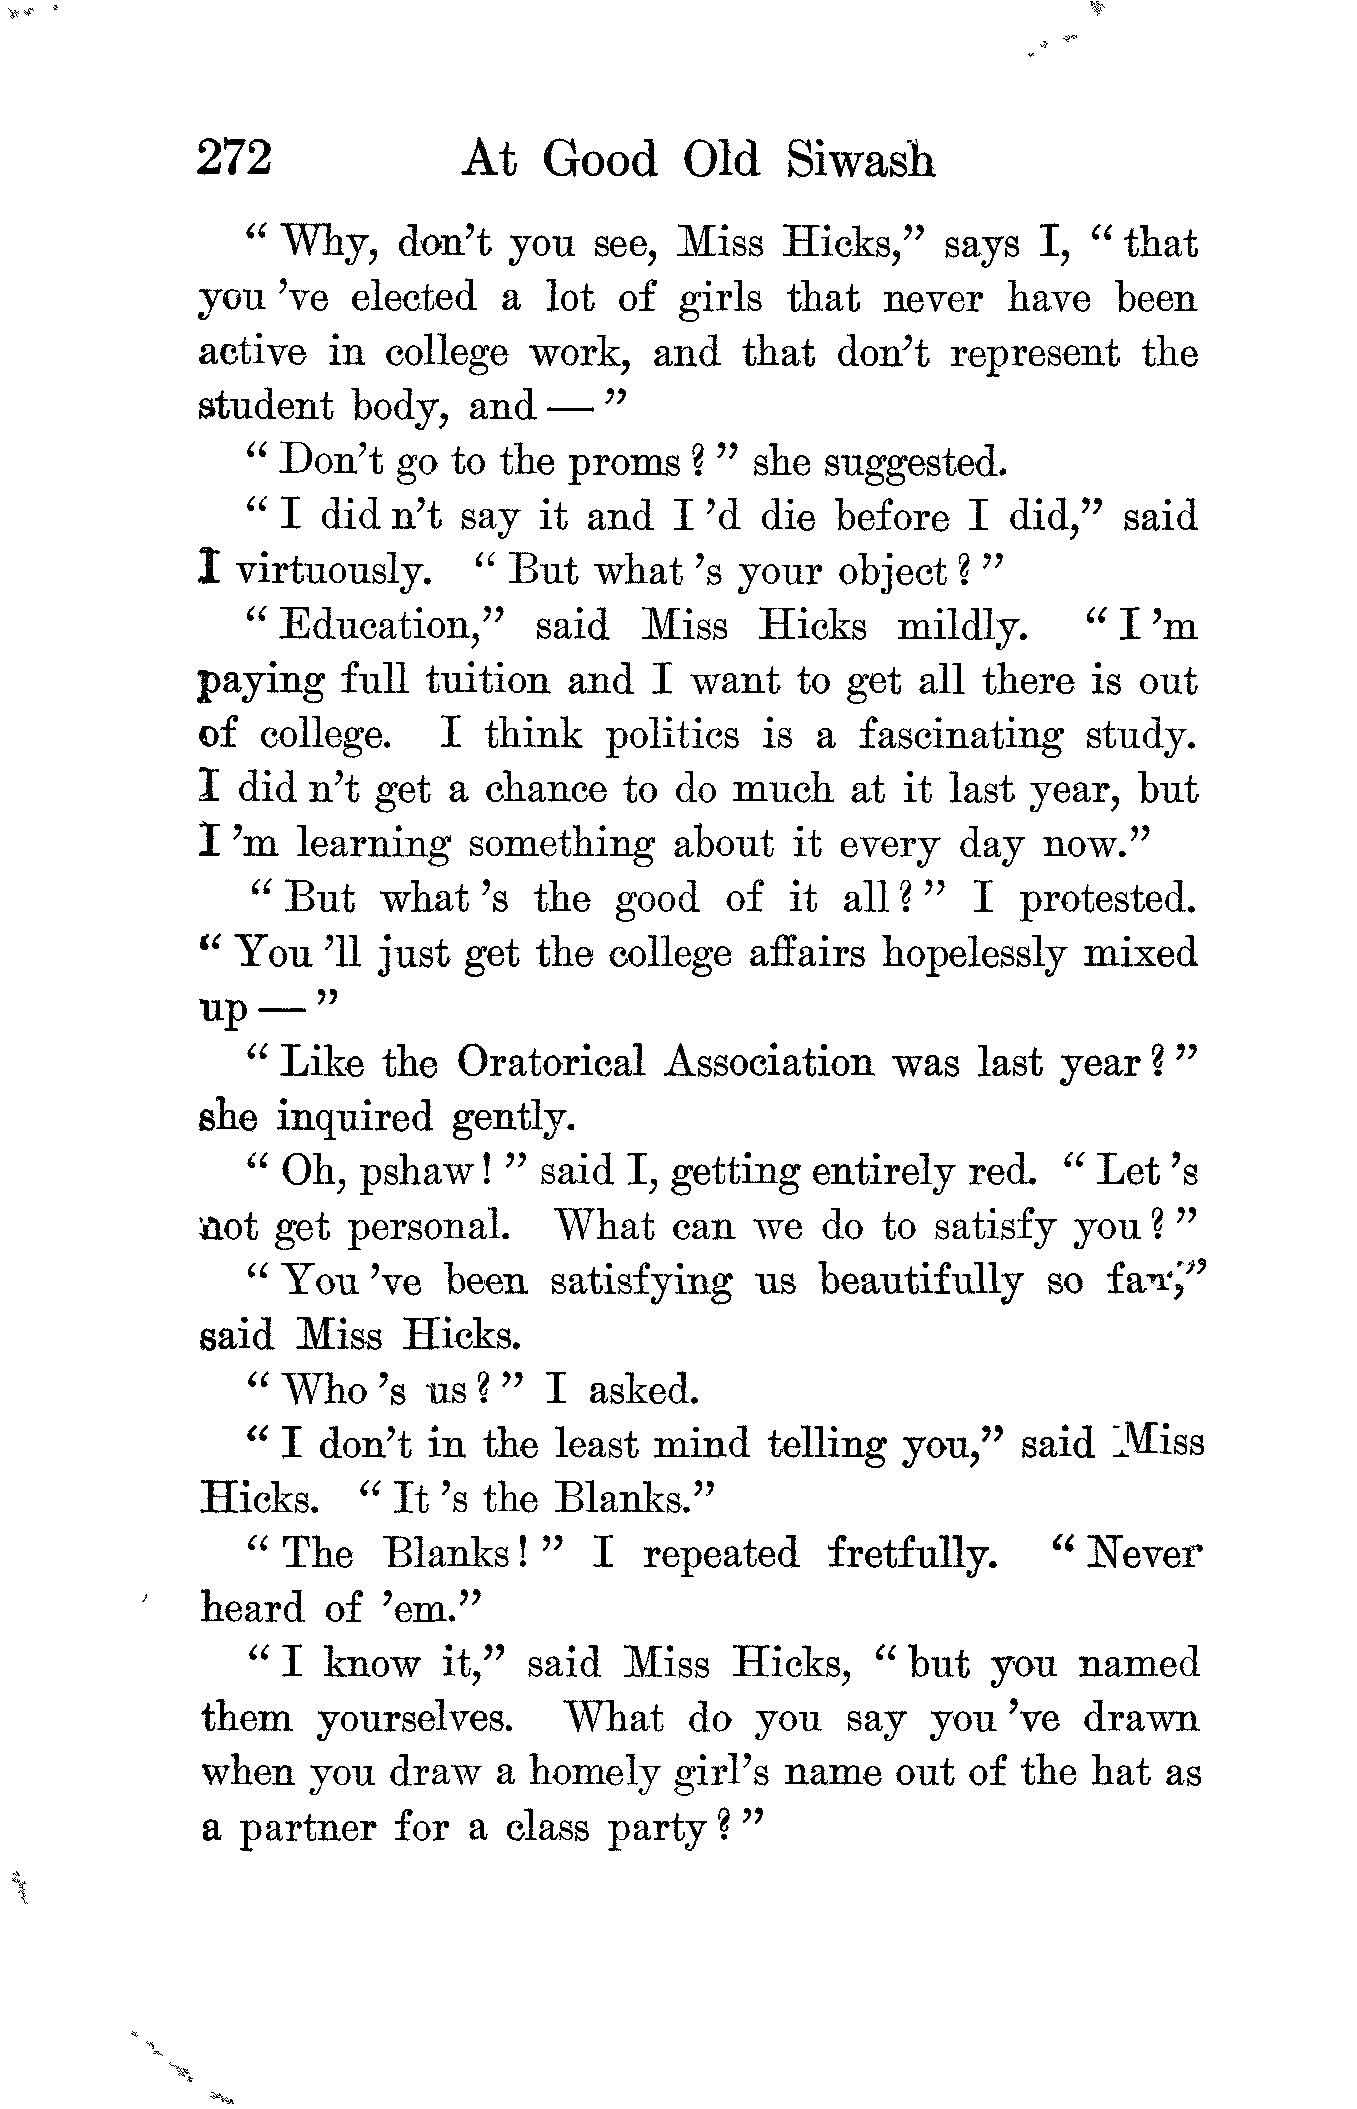 272 At Good Old Siwash
“ Why, don’t you see, Miss Hicks,” says I, “ that
you ’ve elected a lot of girls that never have been
active in college work, and that don’t represent the
student body, and — ”
“ Don’t go to the proms ? ” she suggested.
“ I did n’t say it and I ’d die before I did,” said
I virtuously. “ But what ’s your object ? ”
“ Education,” said Miss Hicks mildly. “ I ’m
paying full tuition and I want to get all there is out
of college. I think politics is a fascinating study.
I did n’t get a chance to do much at it last year, but
I ’m learning something about it every day now.”
“ But what ’s the good of it all ? ” I protested.
“ You ’ll just get the college affairs hopelessly mixed
up — ”
“ Like the Oratorical Association was last year ? ”
she inquired gently.
“ Oh, pshaw ! ” said I, getting entirely red. “ Let ’s
not get personal. What can we do to satisfy you ? ”
“ You ’ve been satisfying us beautifully so far,”
said Miss Hicks.
“ Who ’s us ? ” I asked.
“ I don’t in the least mind telling you,” said Miss
Hicks. “ It ’s the Blanks.”
“ The Blanks ! ” I repeated fretfully. “ Never
heard of ’em.”
“ I know it,” said Miss Hicks, “ but you named
them yourselves. What do you say you ’ve drawn
when you draw a homely girl’s name out of the hat as
a partner for a class party ? ”